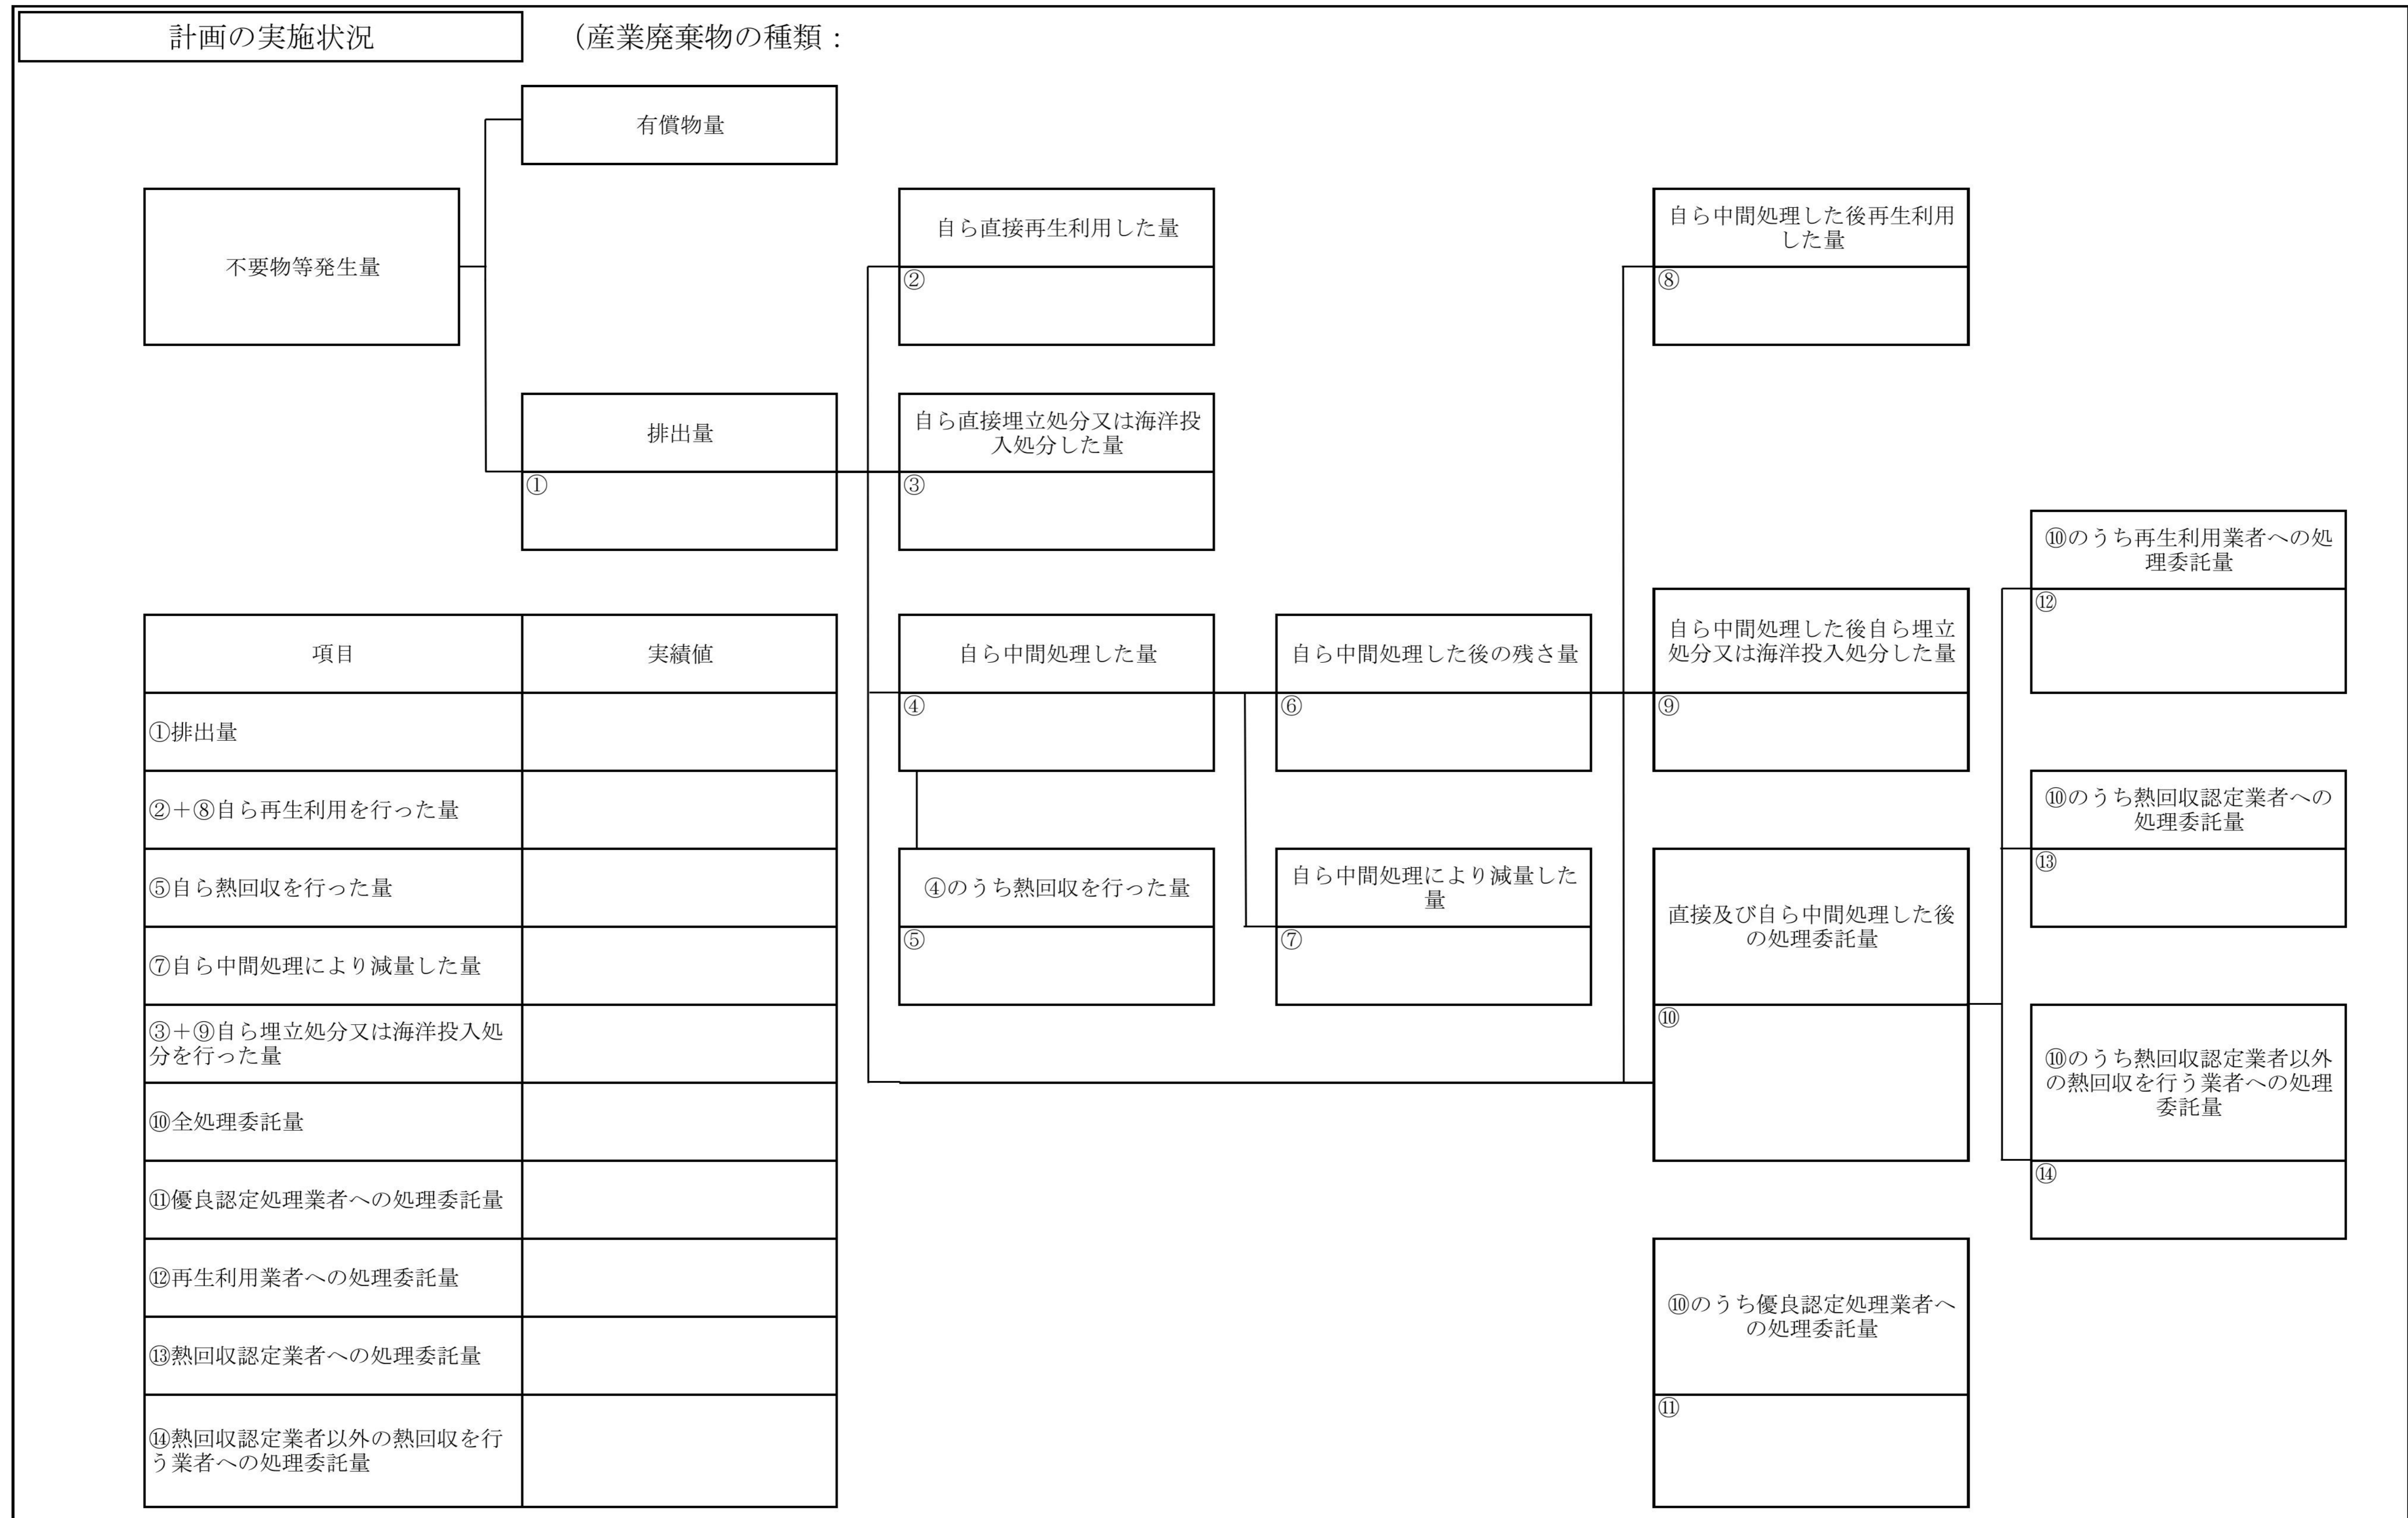 計画の実施状況
（産業廃棄物の種類：
有償物量
不要物等発生量
自ら直接再生利用した量
②
自ら中間処理した後再生利用
した量
⑧
排出量
①
自ら直接埋立処分又は海洋投
入処分した量
③
⑩のうち再生利用業者への処
理委託量
⑫
項目
実績値
①排出量
②＋⑧自ら再生利用を行った量
⑤自ら熱回収を行った量
⑦自ら中間処理により減量した量
③＋⑨自ら埋立処分又は海洋投入処
分を行った量
⑩全処理委託量
⑪優良認定処理業者への処理委託量
⑫再生利用業者への処理委託量
⑬熱回収認定業者への処理委託量
⑭熱回収認定業者以外の熱回収を行
う業者への処理委託量
自ら中間処理した量
④
自ら中間処理した後の残さ量
⑥
自ら中間処理した後自ら埋立
処分又は海洋投入処分した量
⑨
④のうち熱回収を行った量
⑤
自ら中間処理により減量した
量
⑦
直接及び自ら中間処理した後
の処理委託量
⑩
⑩のうち熱回収認定業者への
処理委託量
⑬
⑩のうち熱回収認定業者以外
の熱回収を行う業者への処理
委託量
⑭
⑩のうち優良認定処理業者へ
の処理委託量
⑪